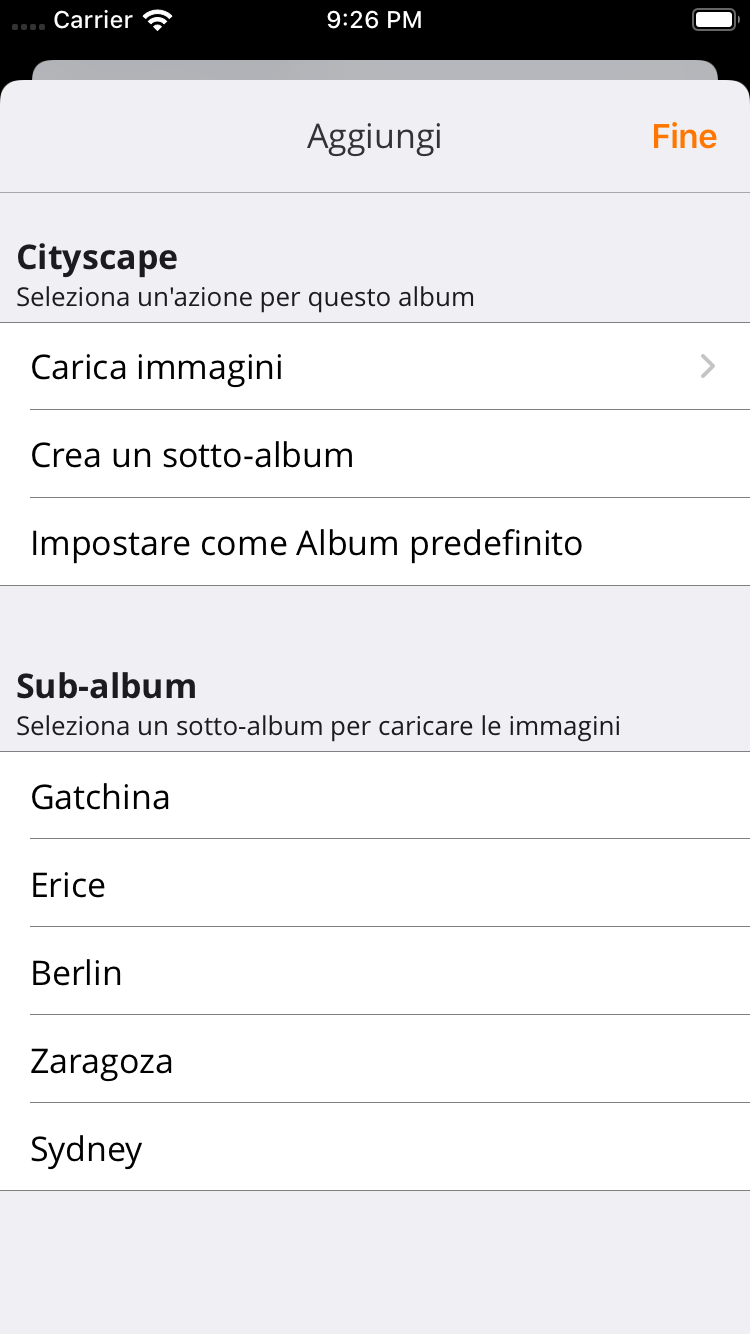 Carrier 9:26 PM
Aggiungi Fine
Cityscape
Seleziona un'azione per questo album
Carica immagini
Crea un sotto-album
Impostare come Album predefinito
Sub-album
Seleziona un sotto-album per caricare le immagini
Gatchina
Erice
Berlin
Zaragoza
Sydney